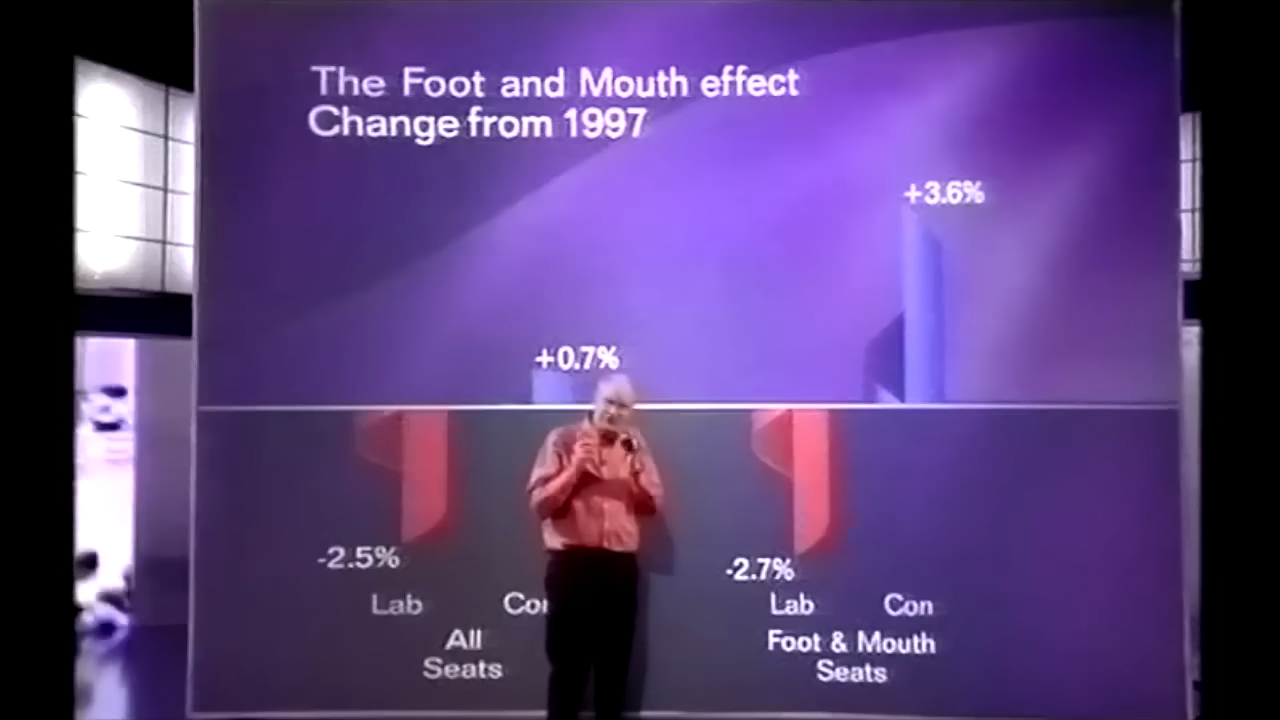 The Foot and Mouth effect
Change from 1997
+3.6%
+0.7%
-2.5%
-2.7%
Lab
Lab
Con
All
Seats
Foot & Mouth
Seats